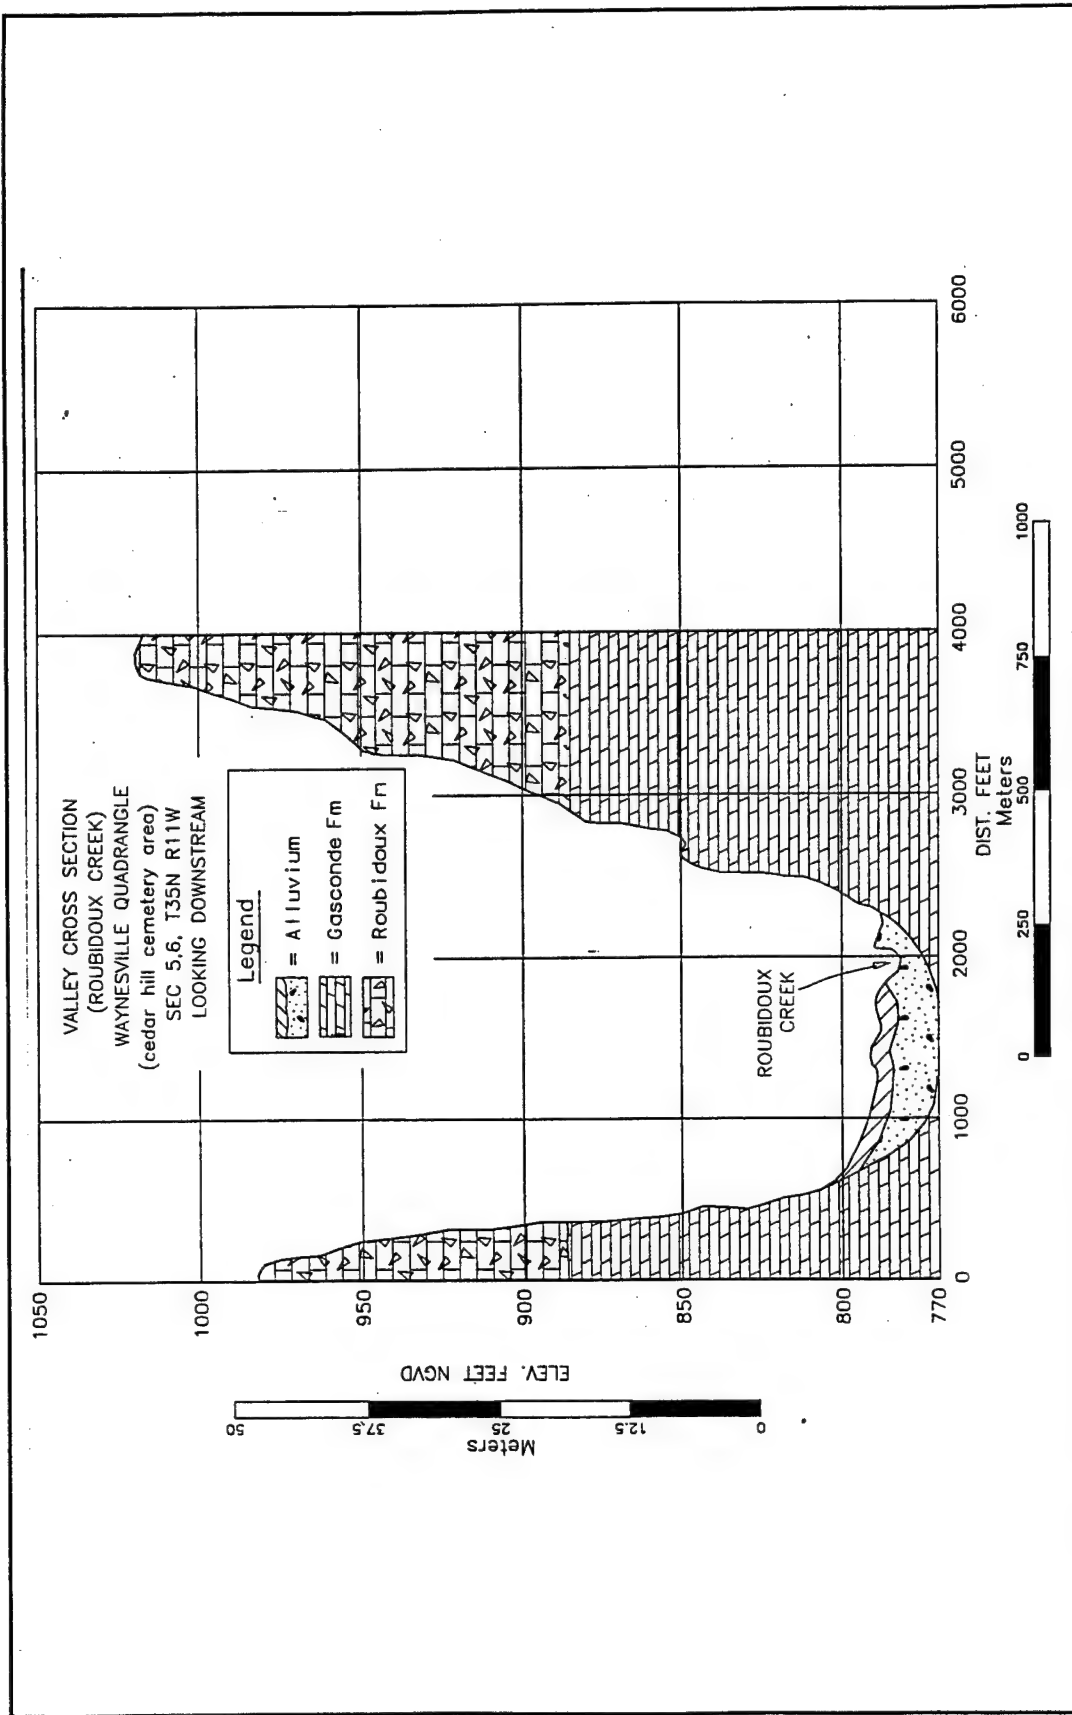 VALLEY CROSS SECTION
(ROUBIDOUX CREEK)
WAYNESVILLE QUADRANGLE
(cedar hill cemetery area)
SEC 5,6, T35N R11W
LOOKING DOWNSTREAM
Legend
= Alluvium
= Gasconde Fm
= Roubidoux Fm
ROUBIDOUX
CREEK
1050
1000
950
900
850
800
770
ELEV. FEET NGVD
50
37.5
25
12.5
0
Meters
0
1000
2000
3000
4000
5000
6000
DIST. FEET
Meters
0
250
500
750
1000